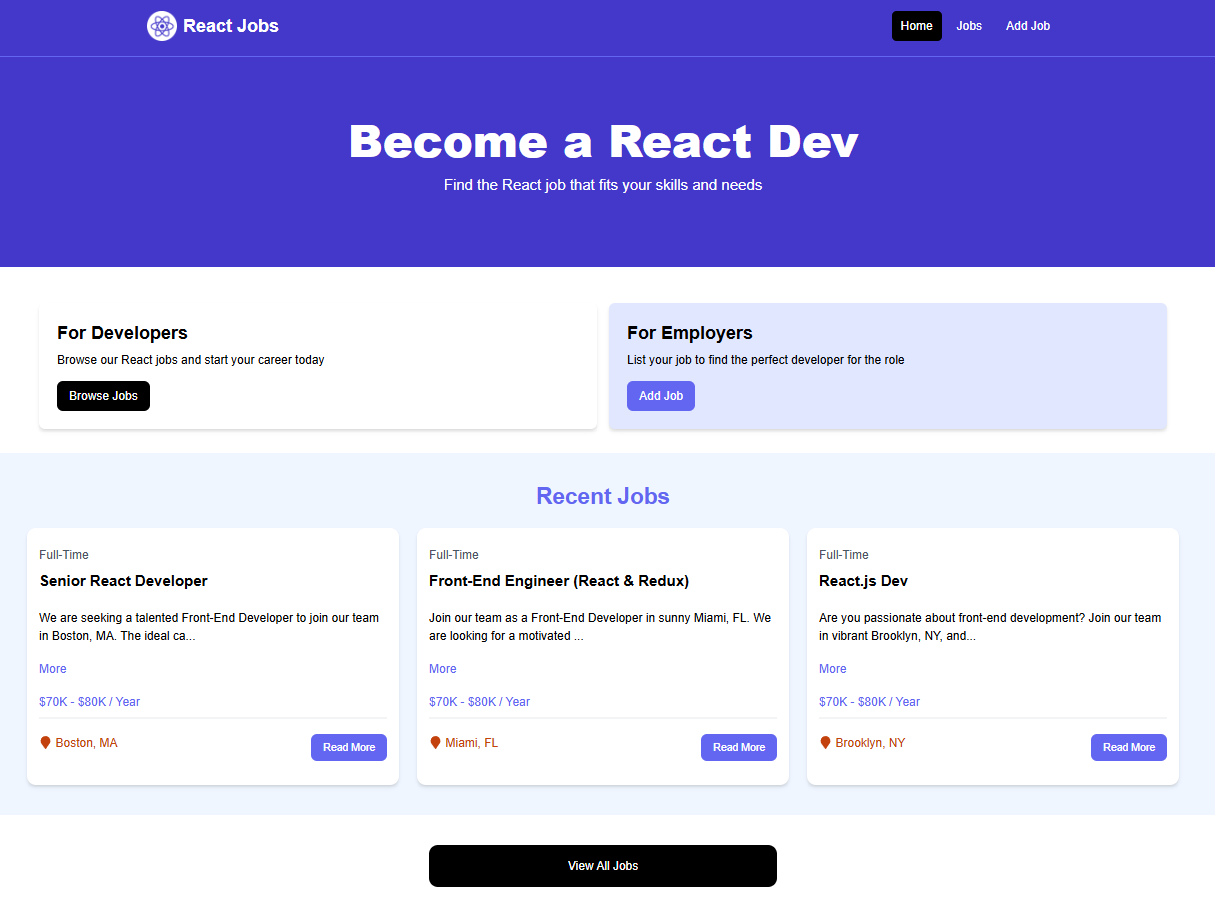 React Jobs
Home
Jobs
Add Job
Become a React Dev
Find the React job that fits your skills and needs
For Developers
Browse our React jobs and start your career today
Browse Jobs
For Employers
List your job to find the perfect developer for the role
Add Job
Recent Jobs
Full-Time
Senior React Developer
We are seeking a talented Front-End Developer to join our team
in Boston, MA. The ideal ca...
More
$70K - $80K / Year
Boston, MA
Read More
Full-Time
Front-End Engineer (React & Redux)
Join our team as a Front-End Developer in sunny Miami, FL. We
are looking for a motivated ...
More
$70K - $80K / Year
Miami, FL
Read More
Full-Time
React.js Dev
Are you passionate about front-end development? Join our team
in vibrant Brooklyn, NY, and...
More
$70K - $80K / Year
Brooklyn, NY
Read More
View All Jobs